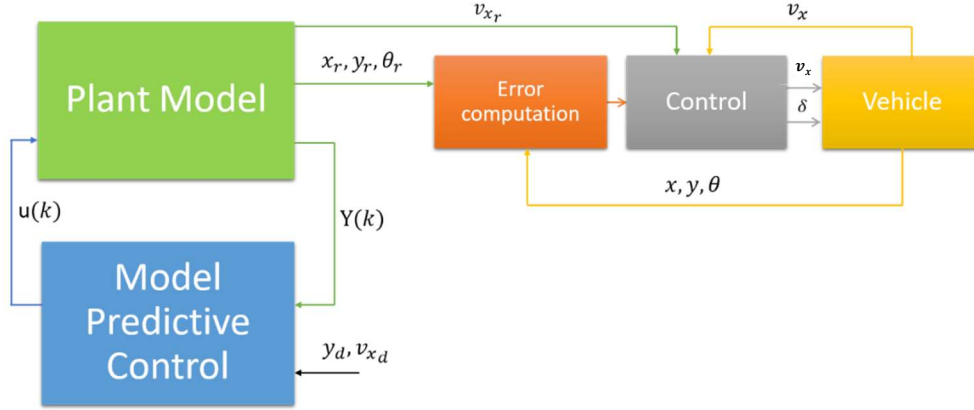 v_{x_r}
v_x
x_r, y_r, θ_r
Plant Model
Error
computation
Control
v_x
δ
Vehicle
x, y, θ
u(k)
Y(k)
Model
Predictive
Control
y_d, v_{x_d}